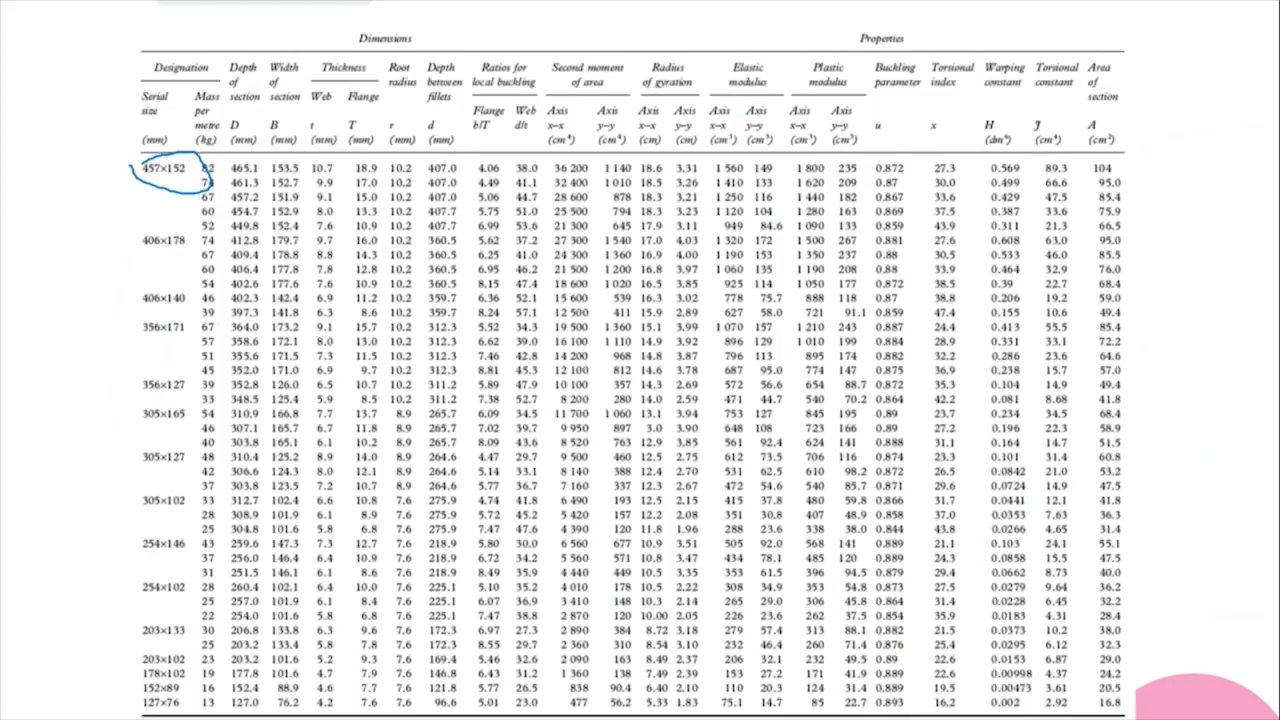 Dimensions Properties
Designation Depth Width Thickness Root Depth Ratios for Second moment Radius Elastic Plastic Buckling Torsional Warping Torsional Area
of of radius between local buckling of area of gyration modulus modulus parameter index constant constant of
Serial Mass section section Web Flange fillets section
size per Flange Web Axis Axis Axis Axis Axis Axis Axis Axis
metre D B t T r d b/T d/t x–x y–y x–x y–y x–x y–y x–x y–y u x H J A
(mm) (kg) (mm) (mm) (mm) (mm) (mm) (mm) (cm⁴) (cm⁴) (cm) (cm) (cm³) (cm³) (cm³) (cm³) (dm⁶) (cm⁴) (cm²)
457×152 82 465.1 153.5 10.7 18.9 10.2 407.0 4.06 38.0 36 200 1 140 18.6 3.31 1 560 149 1 800 235 0.872 27.3 0.569 89.3 104
74 461.3 152.7 9.9 17.0 10.2 407.0 4.49 41.1 32 400 1 010 18.5 3.26 1 410 133 1 620 209 0.87 30.0 0.499 66.6 95.0
67 457.2 151.9 9.1 15.0 10.2 407.7 5.06 44.7 28 600 878 18.3 3.21 1 250 116 1 440 182 0.867 33.6 0.429 47.5 85.4
60 454.7 152.9 8.0 13.3 10.2 407.7 5.75 51.0 25 500 794 18.3 3.23 1 120 104 1 280 163 0.869 37.5 0.387 33.6 75.9
52 449.8 152.4 7.6 10.9 10.2 407.7 6.99 53.6 21 300 645 17.9 3.11 949 84.6 1 090 133 0.859 43.9 0.311 21.3 66.5
406×178 74 412.8 179.7 9.7 16.0 10.2 360.5 5.62 37.2 27 300 1 540 17.0 4.03 1 320 172 1 500 267 0.881 27.6 0.608 63.0 95.0
67 409.4 178.8 8.8 14.3 10.2 360.5 6.25 41.0 24 300 1 360 16.9 4.00 1 190 153 1 350 237 0.88 30.5 0.533 46.0 85.5
60 406.4 177.8 7.8 12.8 10.2 360.5 6.95 46.2 21 500 1 200 16.8 3.97 1 060 135 1 190 208 0.88 33.9 0.464 32.9 76.0
54 402.6 177.6 7.6 10.9 10.2 360.5 8.15 47.4 18 600 1 020 16.5 3.85 925 114 1 050 177 0.872 38.5 0.39 22.7 68.4
406×140 46 402.3 142.4 6.9 11.2 10.2 359.7 6.36 52.1 15 600 539 16.3 3.02 778 75.7 888 118 0.87 38.8 0.206 19.2 59.0
39 397.3 141.8 6.3 8.6 10.2 359.7 8.24 57.1 12 500 411 15.9 2.89 627 58.0 721 91.1 0.859 47.4 0.155 10.6 49.4
356×171 67 364.0 173.2 9.1 15.7 10.2 312.3 5.52 34.3 19 500 1 360 15.1 3.99 1 070 157 1 210 243 0.887 24.4 0.413 55.5 85.4
57 358.6 172.1 8.0 13.0 10.2 312.3 6.62 39.0 16 100 1 110 14.9 3.92 896 129 1 010 199 0.884 28.9 0.331 33.1 72.2
51 355.6 171.5 7.3 11.5 10.2 312.3 7.46 42.8 14 200 968 14.8 3.87 796 113 895 174 0.882 32.2 0.286 23.6 64.6
45 352.0 171.0 6.9 9.7 10.2 312.3 8.81 45.3 12 100 812 14.6 3.78 687 95.0 774 147 0.875 36.9 0.238 15.7 57.0
356×127 39 352.8 126.0 6.5 10.7 10.2 311.2 5.89 47.9 10 100 357 14.3 2.69 572 56.6 654 88.7 0.872 35.3 0.104 14.9 49.4
33 348.5 125.4 5.9 8.5 10.2 311.2 7.38 52.7 8 200 280 14.0 2.59 471 44.7 540 70.2 0.864 42.2 0.081 8.68 41.8
305×165 54 310.9 166.8 7.7 13.7 8.9 265.7 6.09 34.5 11 700 1 060 13.1 3.94 753 127 845 195 0.89 23.7 0.234 34.5 68.4
46 307.1 165.7 6.7 11.8 8.9 265.7 7.02 39.7 9 950 897 3.0 3.90 648 108 723 166 0.89 27.2 0.196 22.3 58.9
40 303.8 165.1 6.1 10.2 8.9 265.7 8.09 43.6 8 520 763 12.9 3.85 561 92.4 624 141 0.888 31.1 0.164 14.7 51.5
305×127 48 310.4 125.2 8.9 14.0 8.9 264.6 4.47 29.7 9 500 460 12.5 2.75 612 73.5 706 116 0.874 23.3 0.101 31.4 60.8
42 306.6 124.3 8.0 12.1 8.9 264.6 5.14 33.1 8 140 388 12.4 2.70 531 62.5 610 98.2 0.872 26.5 0.0842 21.0 53.2
37 303.8 123.5 7.2 10.7 8.9 264.6 5.77 36.7 7 160 337 12.3 2.67 472 54.6 540 85.7 0.871 29.6 0.0724 14.9 47.5
305×102 33 312.7 102.4 6.6 10.8 7.6 275.9 4.74 41.8 6 490 193 12.5 2.15 415 37.8 480 59.8 0.866 31.7 0.0441 12.1 41.8
28 308.9 101.9 6.1 8.9 7.6 275.9 5.72 45.2 5 420 157 12.2 2.08 351 30.8 407 48.9 0.858 37.0 0.0353 7.63 36.3
25 304.8 101.6 5.8 6.8 7.6 275.9 7.47 47.6 4 390 120 11.8 1.96 288 23.6 338 38.0 0.844 43.8 0.0266 4.65 31.4
254×146 43 259.6 147.3 7.3 12.7 7.6 218.9 5.80 30.0 6 560 677 10.9 3.51 505 92.0 568 141 0.889 21.1 0.103 24.1 55.1
37 256.0 146.4 6.4 10.9 7.6 218.9 6.72 34.2 5 560 571 10.8 3.47 434 78.1 485 120 0.889 24.3 0.0858 15.5 47.5
31 251.5 146.1 6.1 8.6 7.6 218.9 8.49 35.9 4 440 449 10.5 3.35 353 61.5 396 94.5 0.879 29.4 0.0662 8.73 40.0
254×102 28 260.4 102.1 6.4 10.0 7.6 225.1 5.10 35.2 4 010 178 10.5 2.22 308 34.9 353 54.8 0.873 27.5 0.0279 9.64 36.2
25 257.0 101.9 6.1 8.4 7.6 225.1 6.07 36.9 3 410 148 10.3 2.14 265 29.0 306 45.8 0.864 31.4 0.0228 6.45 32.2
22 254.0 101.6 5.8 6.8 7.6 225.1 7.47 38.8 2 870 120 10.00 2.05 226 23.6 262 37.5 0.854 35.9 0.0183 4.31 28.4
203×133 30 206.8 133.8 6.3 9.6 7.6 172.3 6.97 27.3 2 890 384 8.72 3.18 279 57.4 313 88.1 0.882 21.5 0.0373 10.2 38.0
25 203.2 133.4 5.8 7.8 7.6 172.3 8.55 29.7 2 360 310 8.54 3.10 232 46.4 260 71.4 0.876 25.4 0.0295 6.12 32.3
203×102 23 203.2 101.6 5.2 9.3 7.6 169.4 5.46 32.6 2 090 163 8.49 2.37 206 32.1 232 49.5 0.89 22.6 0.0153 6.87 29.0
178×102 19 177.8 101.6 4.7 7.9 7.6 146.8 6.43 31.2 1 360 138 7.49 2.39 153 27.2 171 41.9 0.889 22.6 0.00998 4.37 24.2
152×89 16 152.4 88.9 4.6 7.7 7.6 121.8 5.77 26.5 838 90.4 6.40 2.10 110 20.3 124 31.4 0.889 19.5 0.00473 3.61 20.5
127×76 13 127.0 76.2 4.2 7.6 7.6 96.6 5.01 23.0 477 56.2 5.33 1.83 75.1 14.7 85 22.7 0.893 16.2 0.002 2.92 16.8